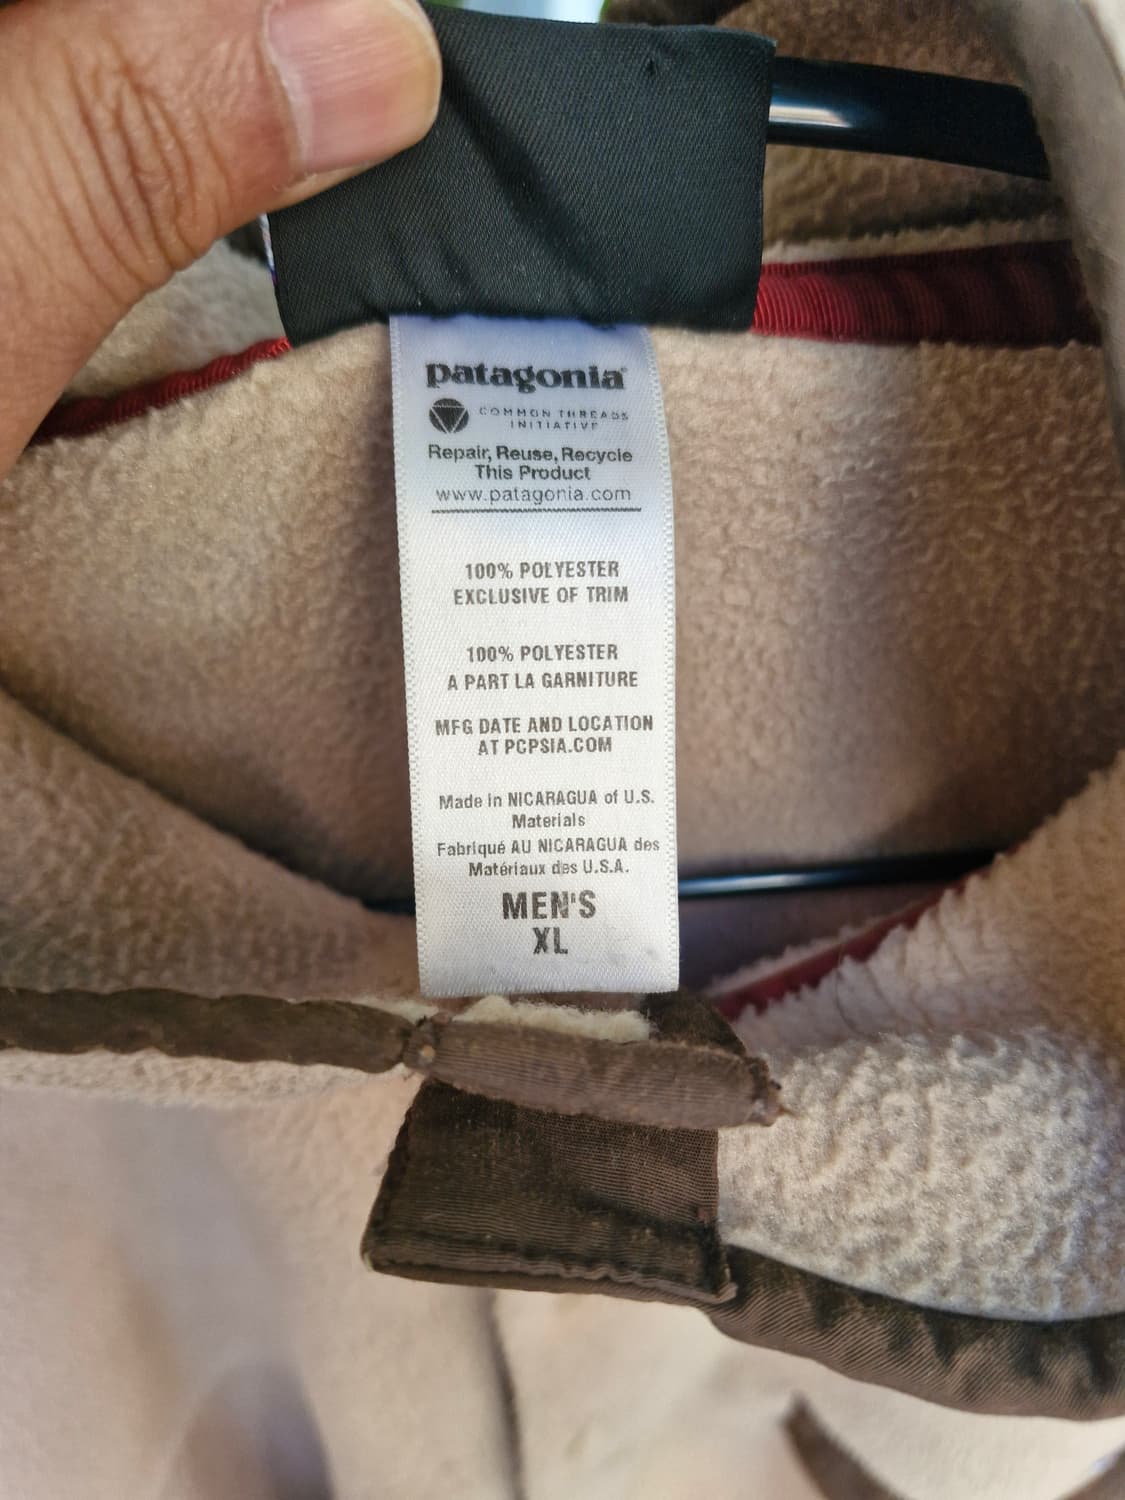 patagonia®
COMMON THREADS
INITIATIVE
Repair, Reuse, Recycle
This Product
www.patagonia.com
100% POLYESTER
EXCLUSIVE OF TRIM
100% POLYESTER
A PART LA GARNITURE
MFG DATE AND LOCATION
AT PCPSIA.COM
Made in NICARAGUA of U.S.
Materials
Fabriqué AU NICARAGUA des
Matériaux des U.S.A.
MEN'S
XL